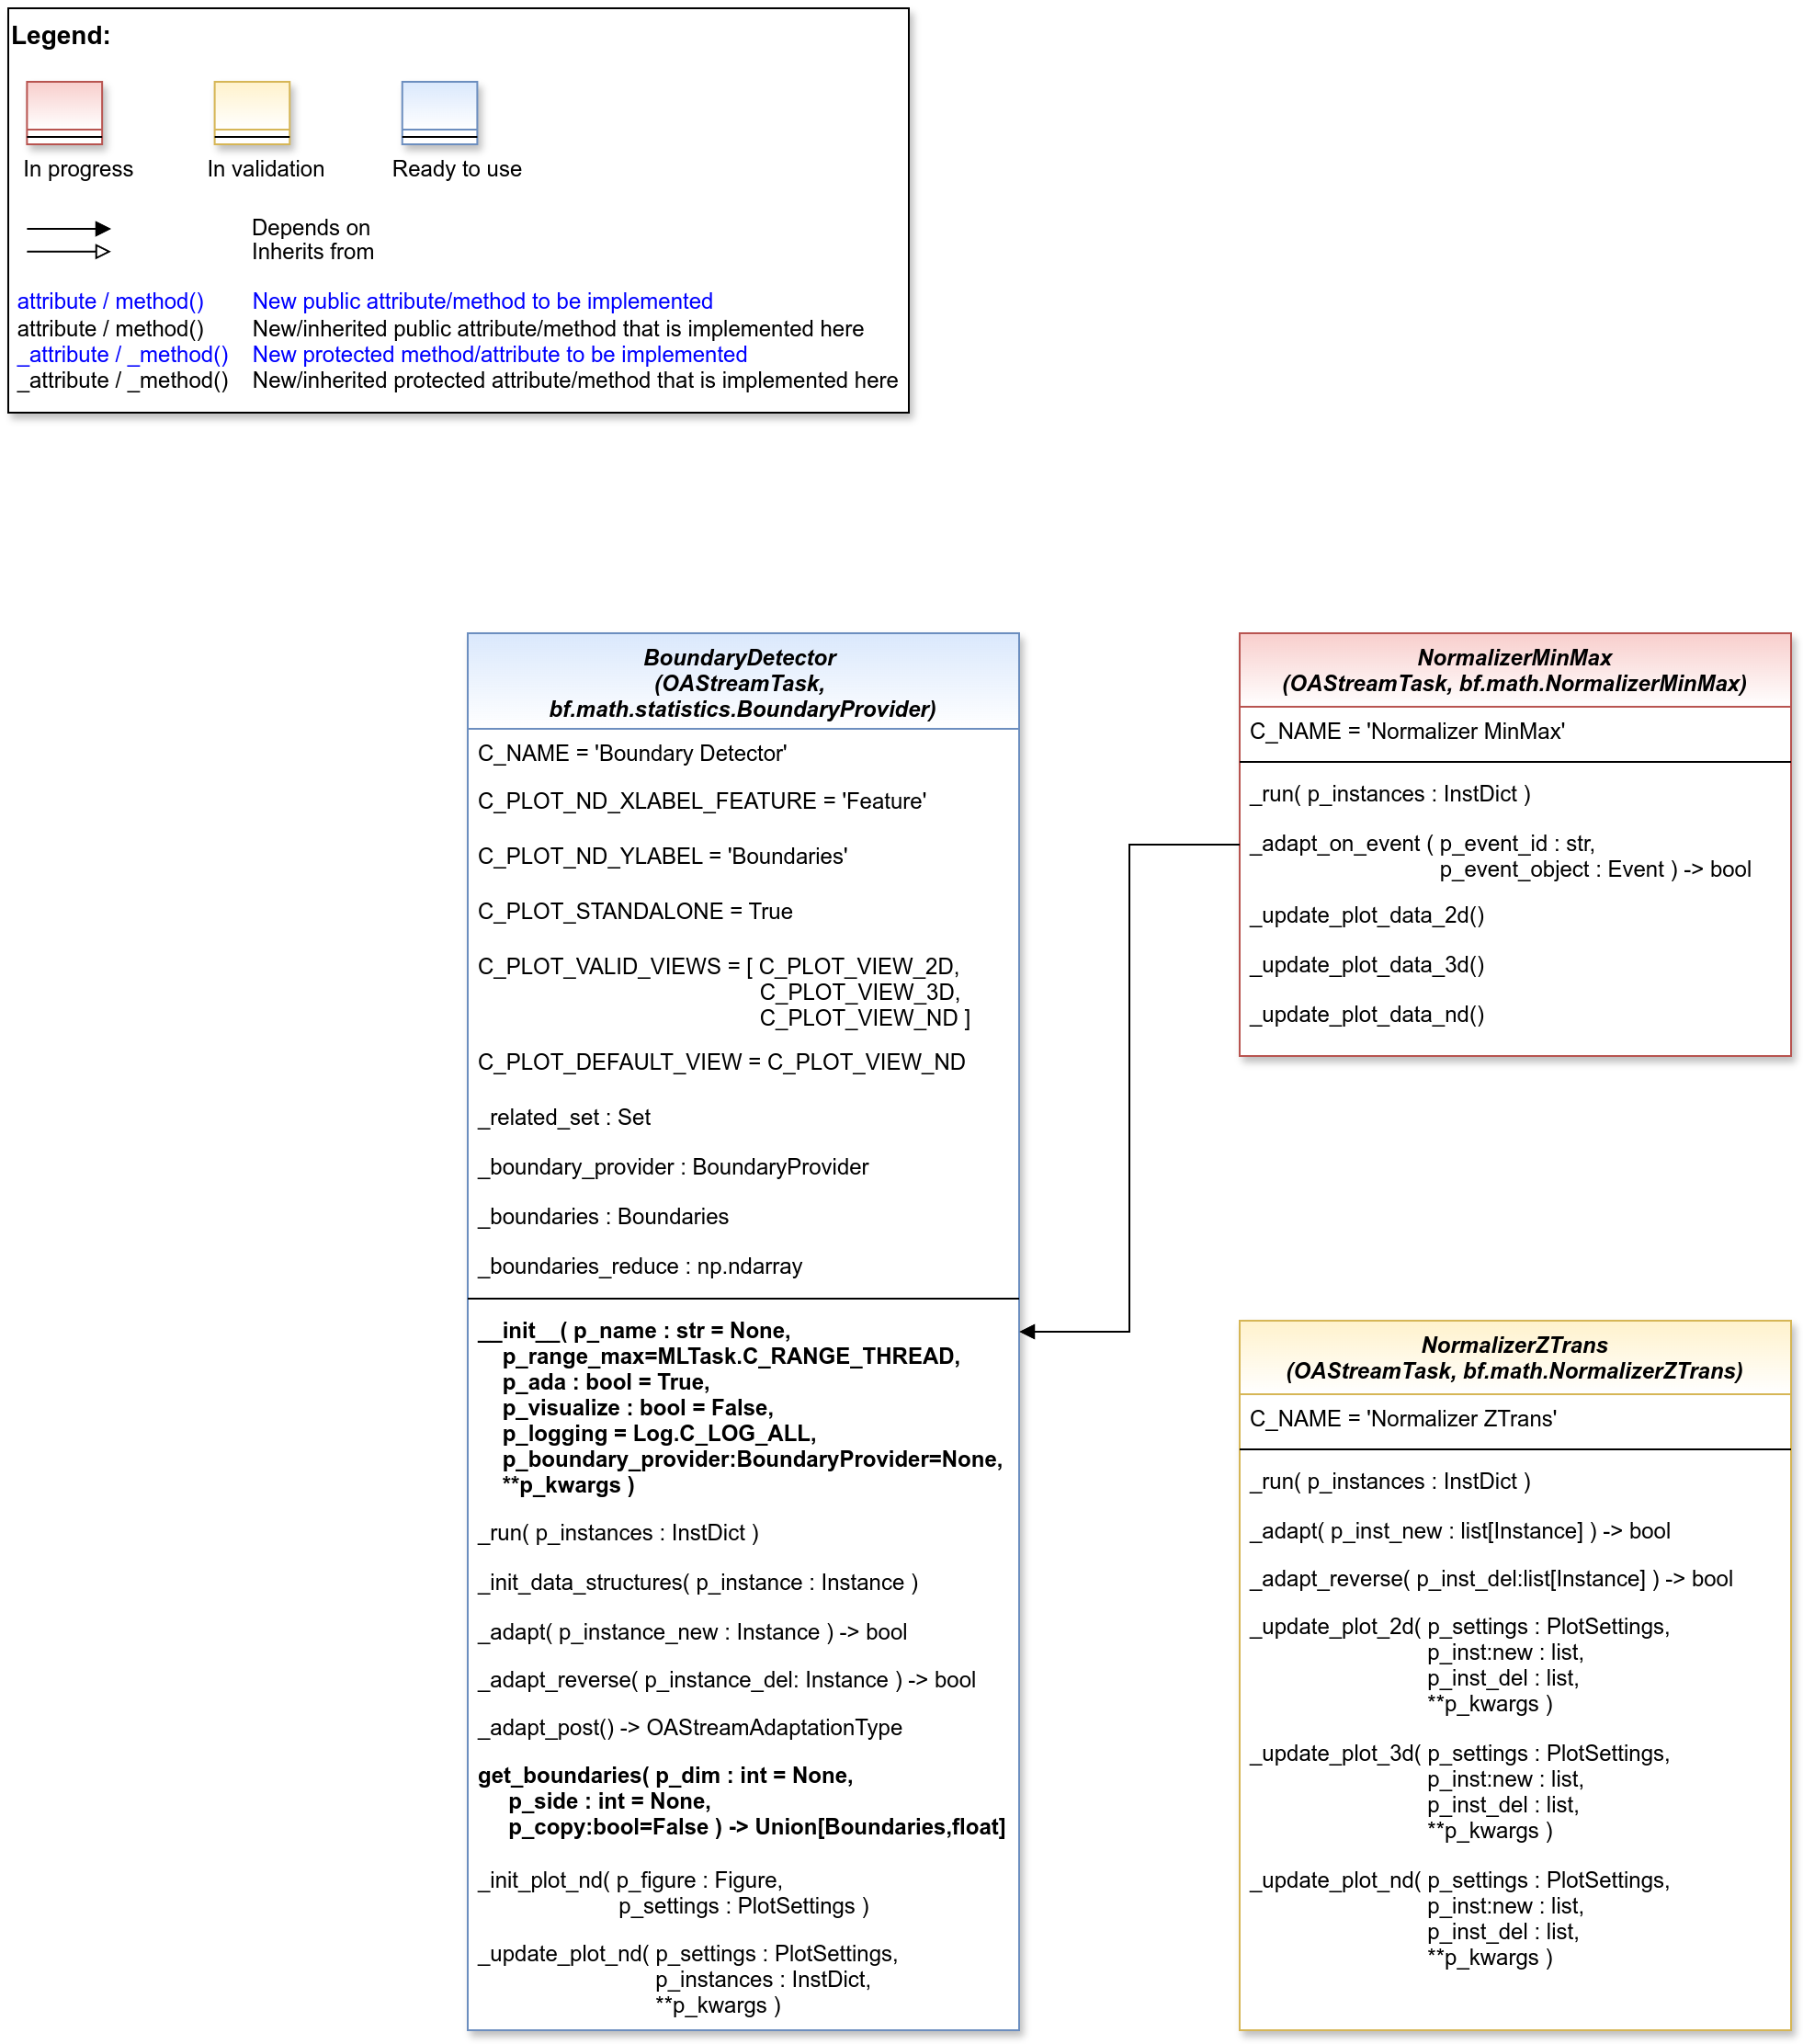 Legend:
In progress
In validation
Ready to use
Depends on
Inherits from
attribute / method() New public attribute/method to be implemented
attribute / method() New/inherited public attribute/method that is implemented here
_attribute / _method() New protected method/attribute to be implemented
_attribute / _method() New/inherited protected attribute/method that is implemented here
BoundaryDetector
(OAStreamTask,
bf.math.statistics.BoundaryProvider)
C_NAME = 'Boundary Detector'
C_PLOT_ND_XLABEL_FEATURE = 'Feature'
C_PLOT_ND_YLABEL = 'Boundaries'
C_PLOT_STANDALONE = True
C_PLOT_VALID_VIEWS = [ C_PLOT_VIEW_2D,
C_PLOT_VIEW_3D,
C_PLOT_VIEW_ND ]
C_PLOT_DEFAULT_VIEW = C_PLOT_VIEW_ND
_related_set : Set
_boundary_provider : BoundaryProvider
_boundaries : Boundaries
_boundaries_reduce : np.ndarray
__init__( p_name : str = None,
p_range_max=MLTask.C_RANGE_THREAD,
p_ada : bool = True,
p_visualize : bool = False,
p_logging = Log.C_LOG_ALL,
p_boundary_provider:BoundaryProvider=None,
**p_kwargs )
_run( p_instances : InstDict )
_init_data_structures( p_instance : Instance )
_adapt( p_instance_new : Instance ) -> bool
_adapt_reverse( p_instance_del: Instance ) -> bool
_adapt_post() -> OAStreamAdaptationType
get_boundaries( p_dim : int = None,
p_side : int = None,
p_copy:bool=False ) -> Union[Boundaries,float]
_init_plot_nd( p_figure : Figure,
p_settings : PlotSettings )
_update_plot_nd( p_settings : PlotSettings,
p_instances : InstDict,
**p_kwargs )
NormalizerMinMax
(OAStreamTask, bf.math.NormalizerMinMax)
C_NAME = 'Normalizer MinMax'
_run( p_instances : InstDict )
_adapt_on_event ( p_event_id : str,
p_event_object : Event ) -> bool
_update_plot_data_2d()
_update_plot_data_3d()
_update_plot_data_nd()
NormalizerZTrans
(OAStreamTask, bf.math.NormalizerZTrans)
C_NAME = 'Normalizer ZTrans'
_run( p_instances : InstDict )
_adapt( p_inst_new : list[Instance] ) -> bool
_adapt_reverse( p_inst_del:list[Instance] ) -> bool
_update_plot_2d( p_settings : PlotSettings,
p_inst:new : list,
p_inst_del : list,
**p_kwargs )
_update_plot_3d( p_settings : PlotSettings,
p_inst:new : list,
p_inst_del : list,
**p_kwargs )
_update_plot_nd( p_settings : PlotSettings,
p_inst:new : list,
p_inst_del : list,
**p_kwargs )